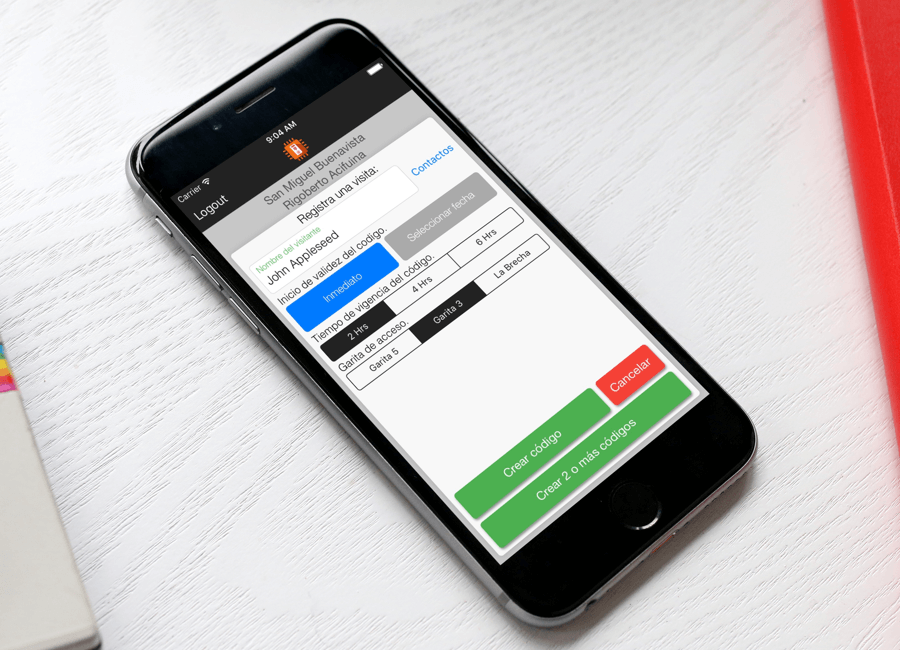 Carrier
9:04 AM
Logout
San Miguel Buenavista
Rigoberto Acifuina
Registra una visita:
Contactos
Nombre del visitante
John Appleseed
Inicio de validez del codigo.
Inmediato
Seleccionar fecha
Tiempo de vigencia del código.
2 Hrs
4 Hrs
6 Hrs
Garita de acceso.
Garita 5
Garita 3
La Brecha
Crear código
Cancelar
Crear 2 o más códigos